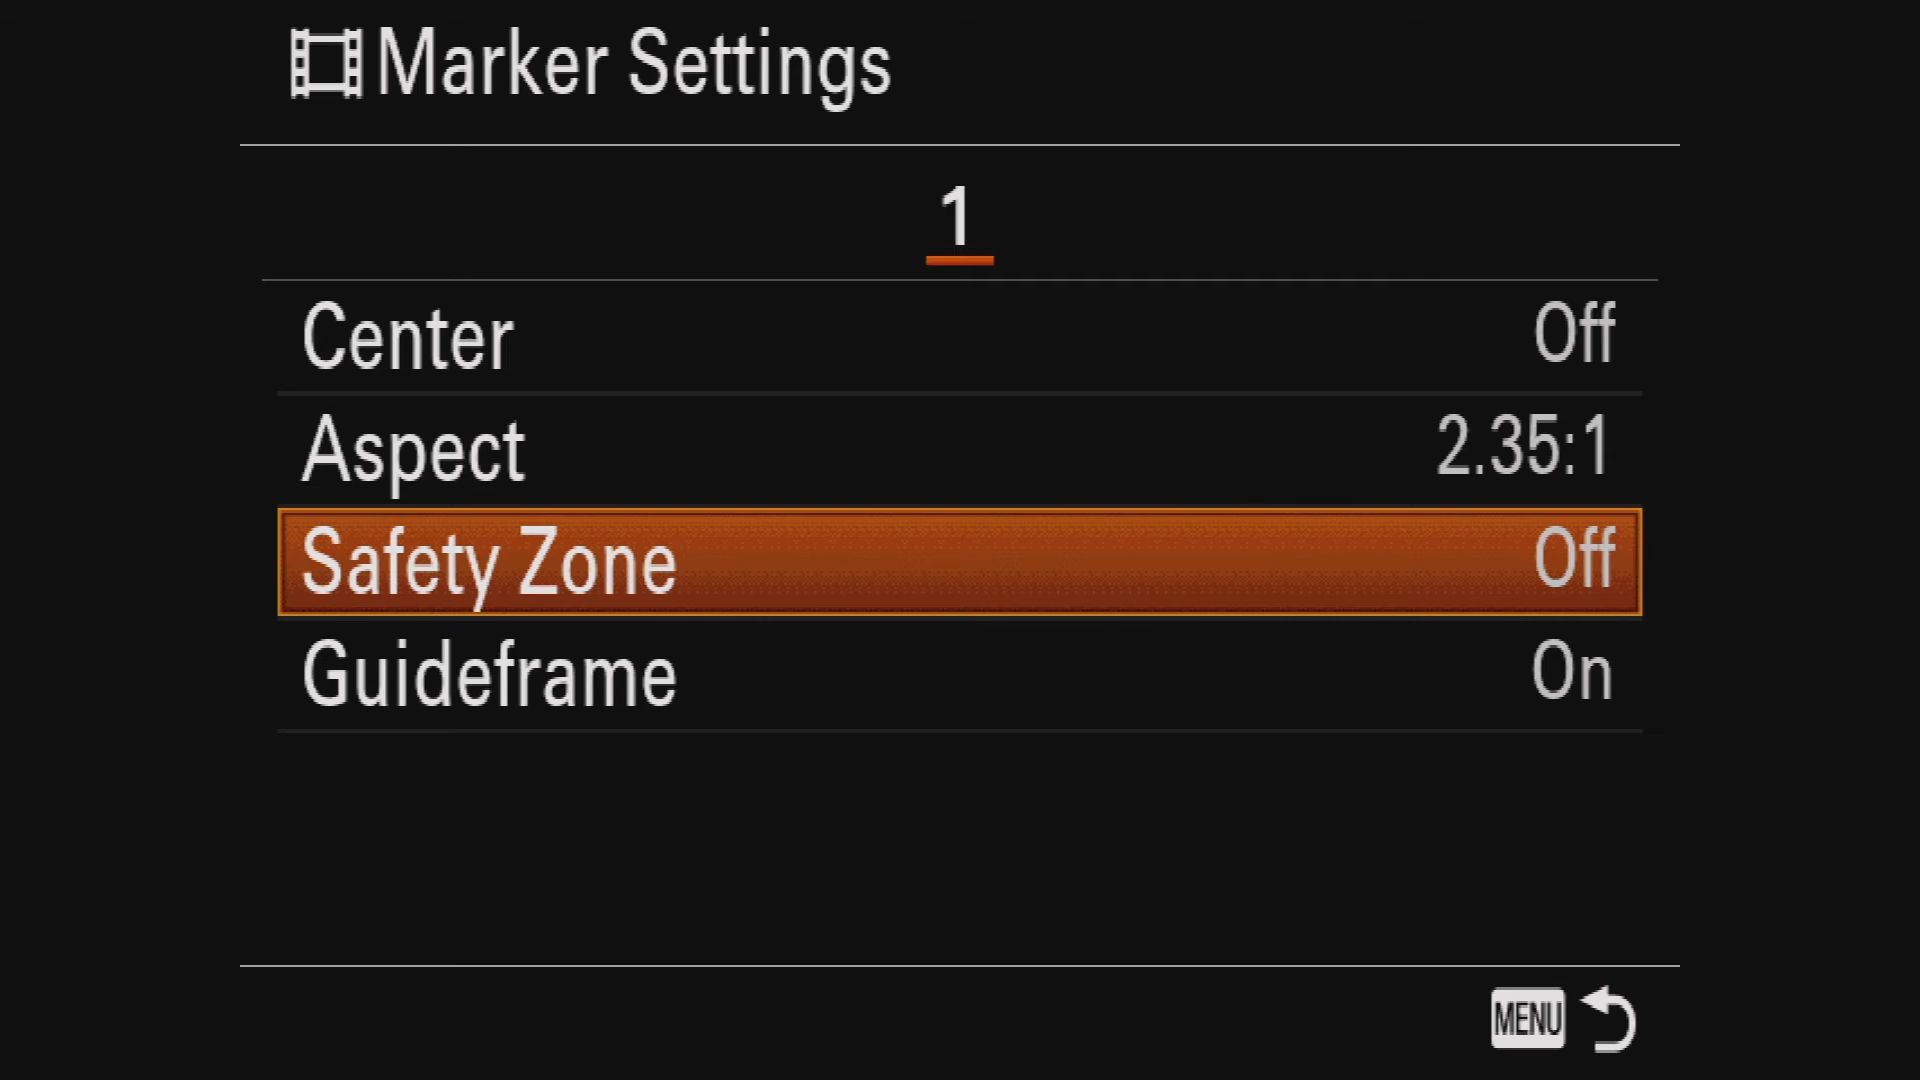 Marker Settings
1
Center Off
Aspect 2.35:1
Safety Zone Off
Guideframe On
MENU